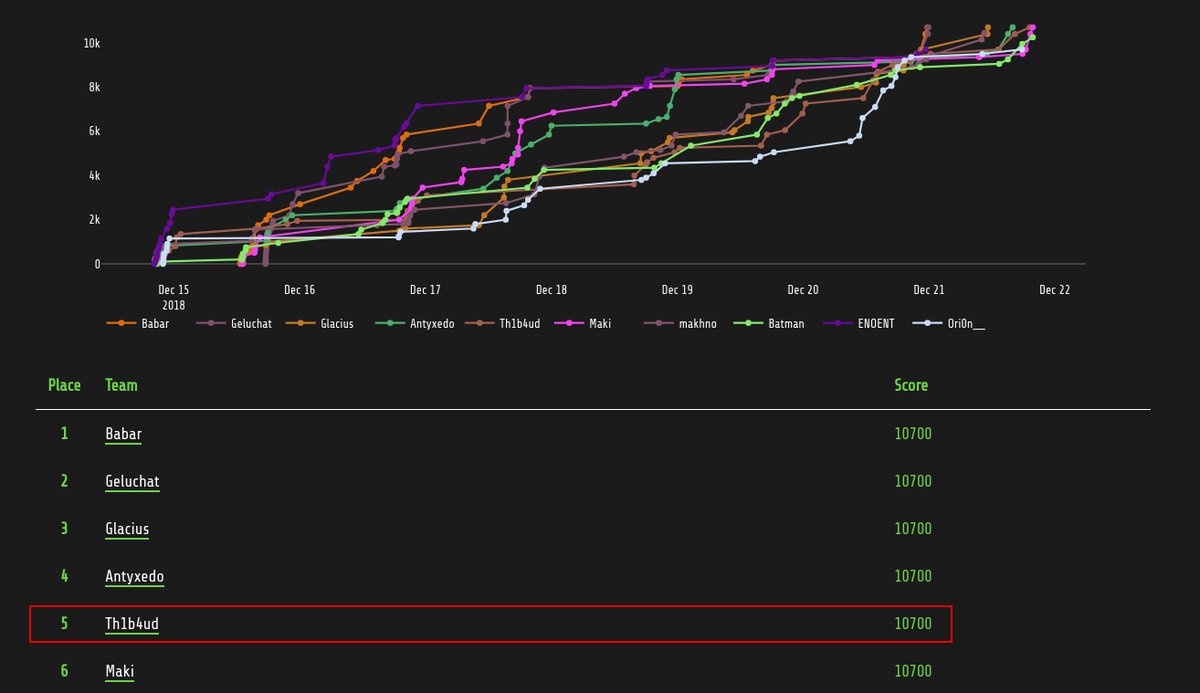 10k
8k
6k
4k
2k
0
Dec 15 Dec 16 Dec 17 Dec 18 Dec 19 Dec 20 Dec 21 Dec 22
2018
Babar Geluchat Glacius Antyxedo Th1b4ud Maki makhno Batman ENOENT Ori0n__
Place Team Score
1 Babar 10700
2 Geluchat 10700
3 Glacius 10700
4 Antyxedo 10700
5 Th1b4ud 10700
6 Maki 10700